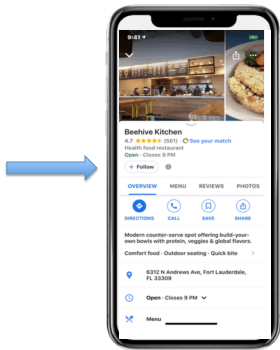 9:41
Beehive Kitchen
4.7 ★★★★★ (561) · See your match
Health food restaurant
Open · Closes 9 PM
+ Follow
OVERVIEW MENU REVIEWS PHOTOS
DIRECTIONS CALL SAVE SHARE
Modern counter-serve spot offering build-your-
own bowls with protein, veggies & global flavors.
Comfort food · Outdoor seating · Quick bite
6312 N Andrews Ave, Fort Lauderdale,
FL 33309
Open · Closes 9 PM
Menu